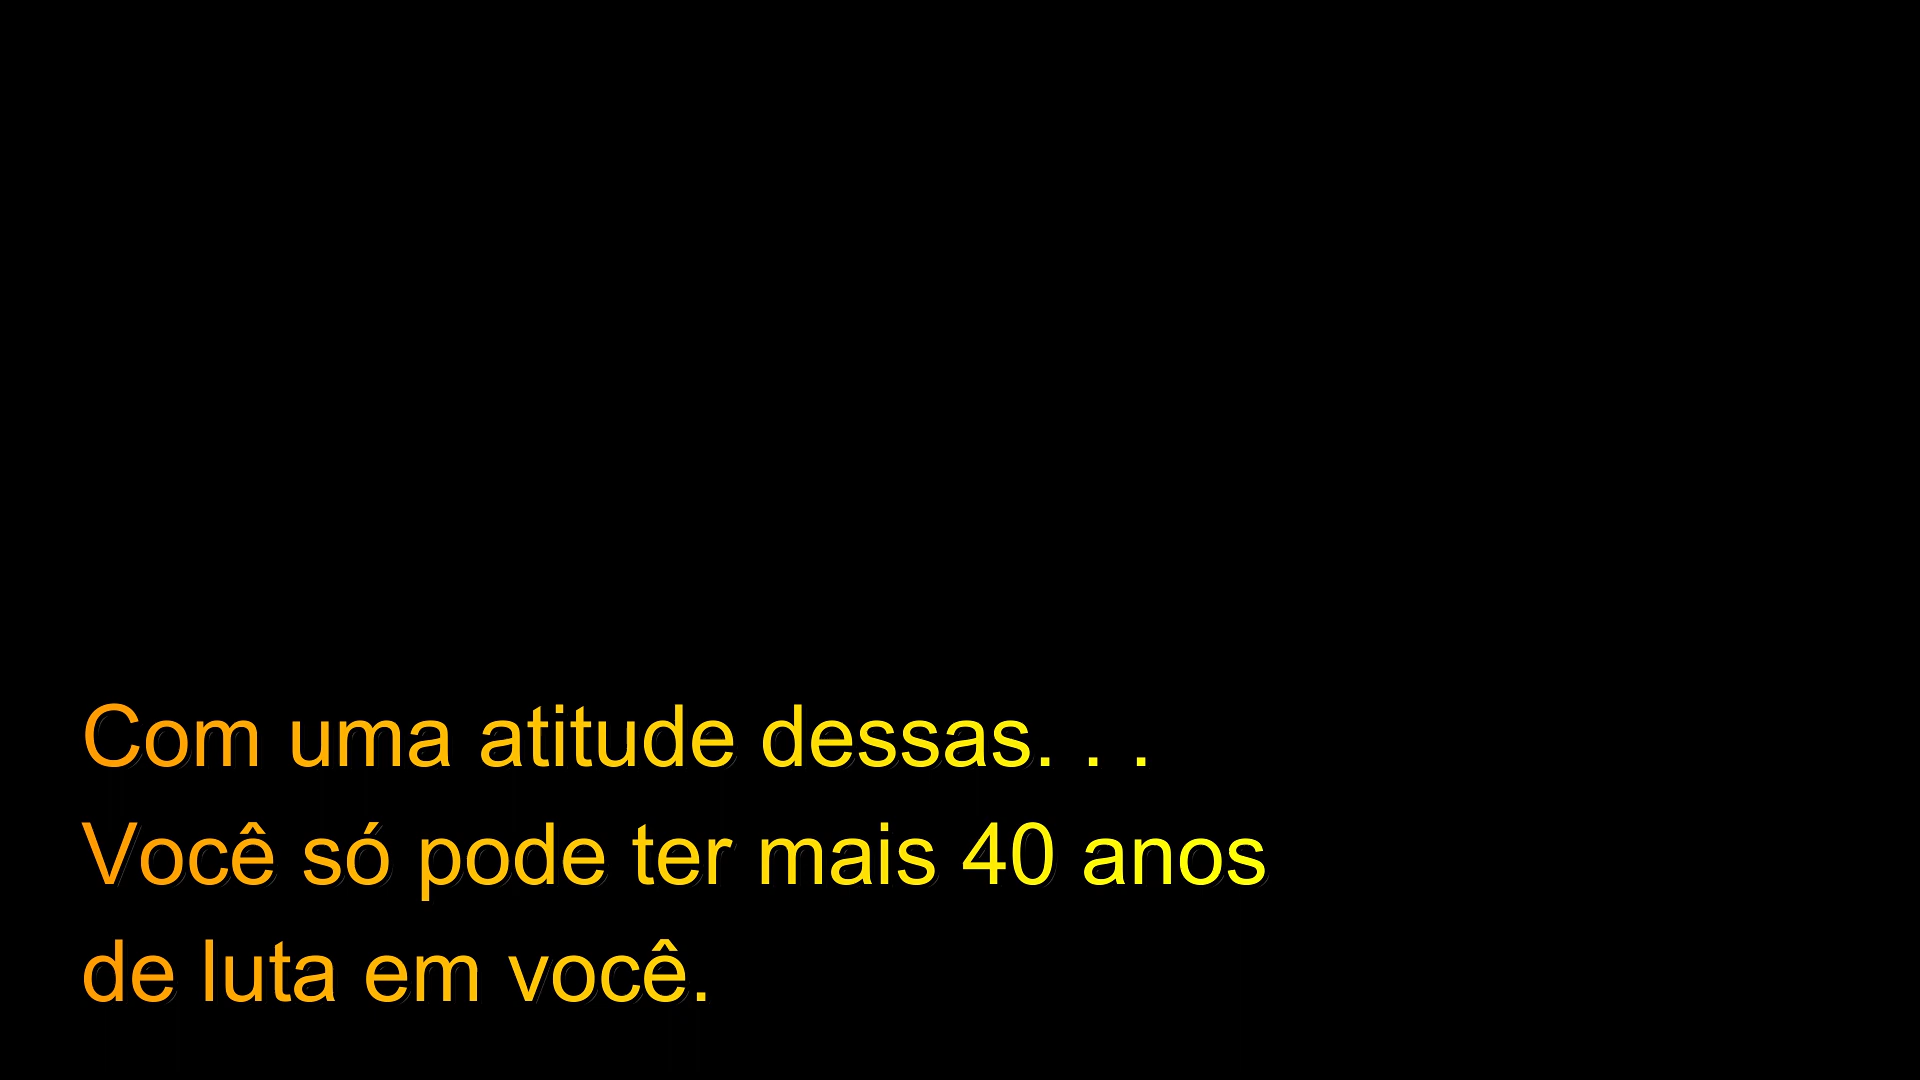 Com uma atitude dessas. . .
Você só pode ter mais 40 anos
de luta em você.